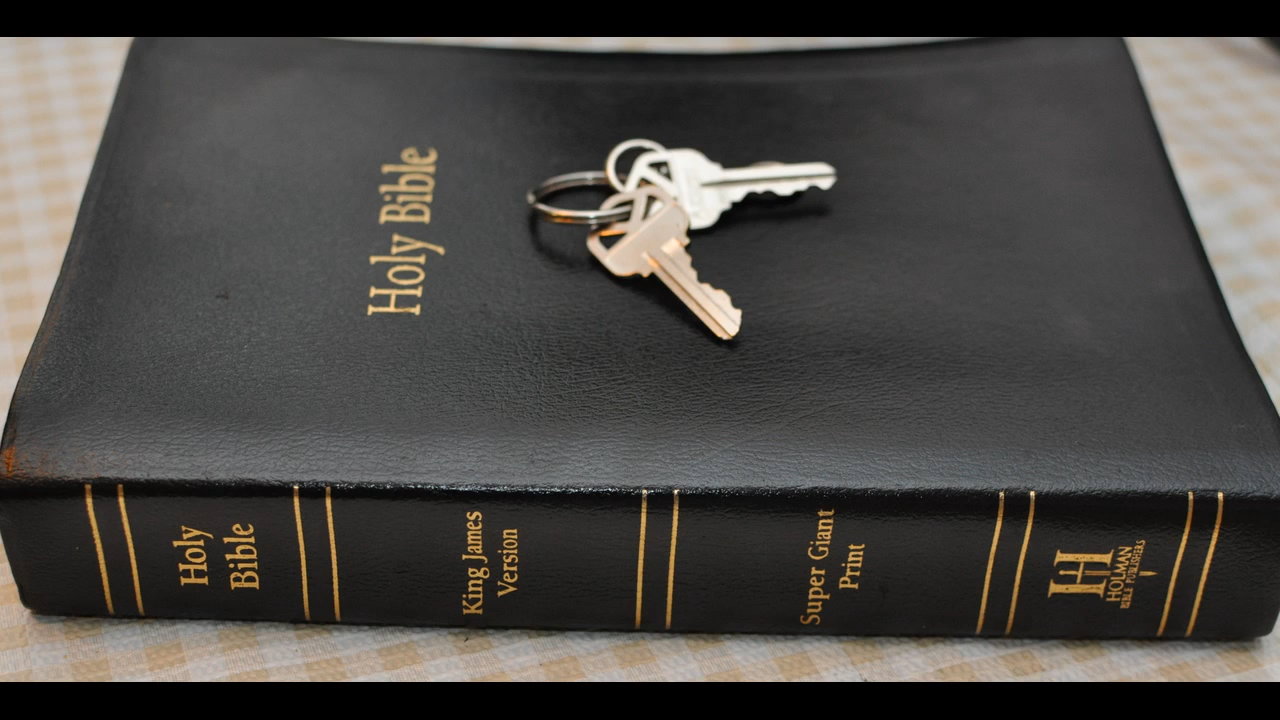 Holy Bible
Holy
Bible
King James
Version
Super Giant
Print
HOLMAN
BIBLE PUBLISHERS